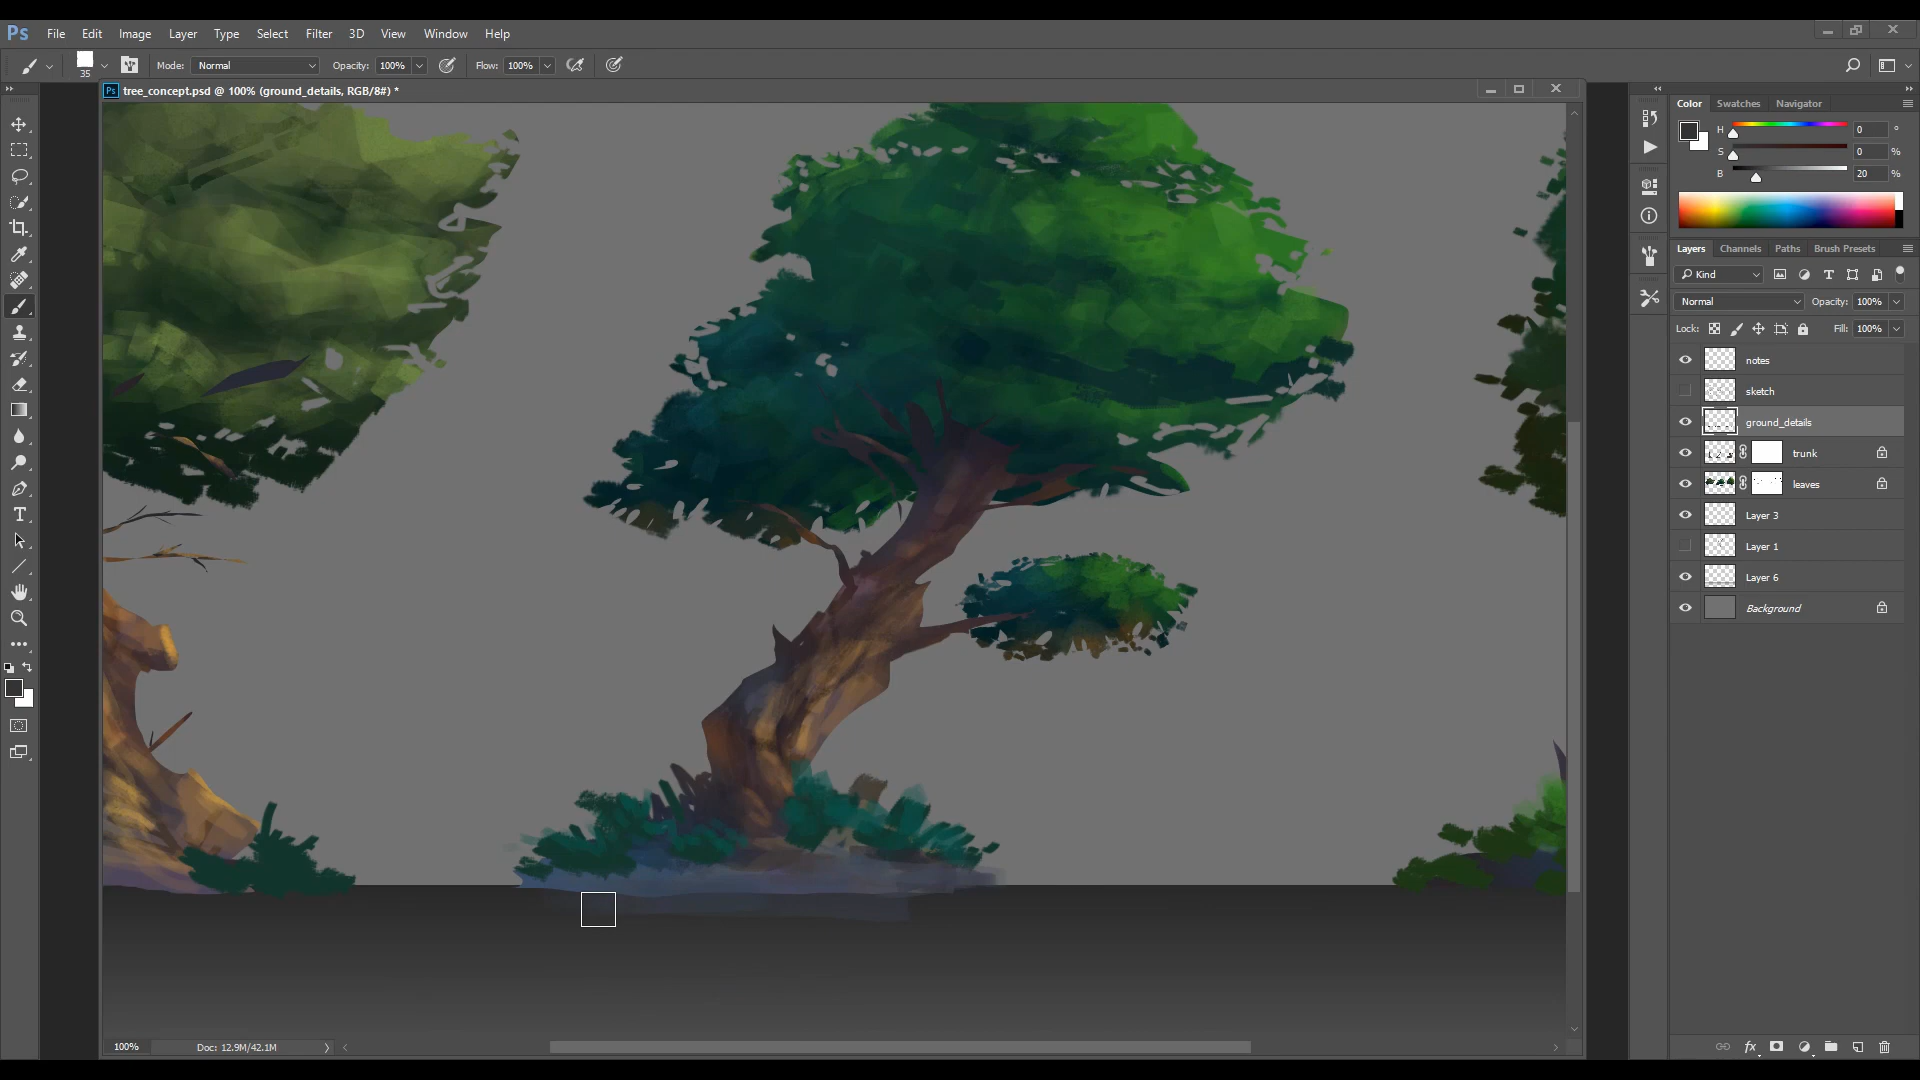 Ps File Edit Image Layer Type Select Filter 3D View Window Help
35 Mode: Normal Opacity: 100% Flow: 100%
Ps tree_concept.psd @ 100% (ground_details, RGB/8#) *
Color Swatches Navigator
H 0 °
S 0 %
B 20 %
Layers Channels Paths Brush Presets
Kind
Normal Opacity: 100%
Lock: Fill: 100%
notes
sketch
ground_details
trunk
leaves
Layer 3
Layer 1
Layer 6
Background
100% Doc: 12.9M/42.1M
fx